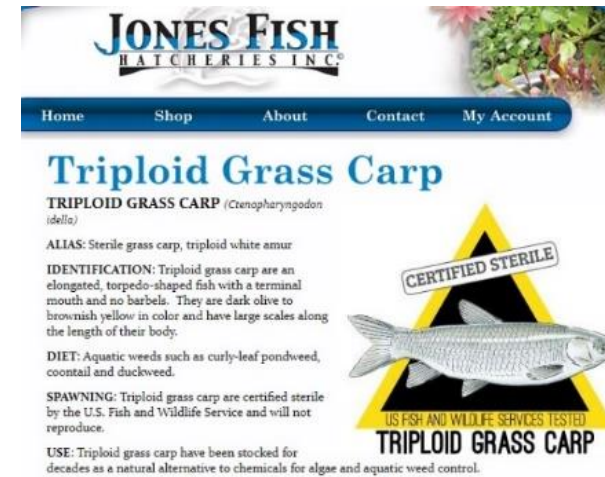 JONES FISH
HATCHERIES INC.©
Home Shop About Contact My Account
Triploid Grass Carp
TRIPLOID GRASS CARP (Ctenopharyngodon
idella)
ALIAS: Sterile grass carp, triploid white amur
IDENTIFICATION: Triploid grass carp are an
elongated, torpedo-shaped fish with a terminal
mouth and no barbels. They are dark olive to
brownish yellow in color and have large scales along
the length of their body.
DIET: Aquatic weeds such as curly-leaf pondweed,
coontail and duckweed.
SPAWNING: Triploid grass carp are certified sterile
by the U.S. Fish and Wildlife Service and will not
reproduce.
USE: Triploid grass carp have been stocked for
decades as a natural alternative to chemicals for algae and aquatic weed control.
CERTIFIED STERILE
US FISH AND WILDLIFE SERVICES TESTED
TRIPLOID GRASS CARP